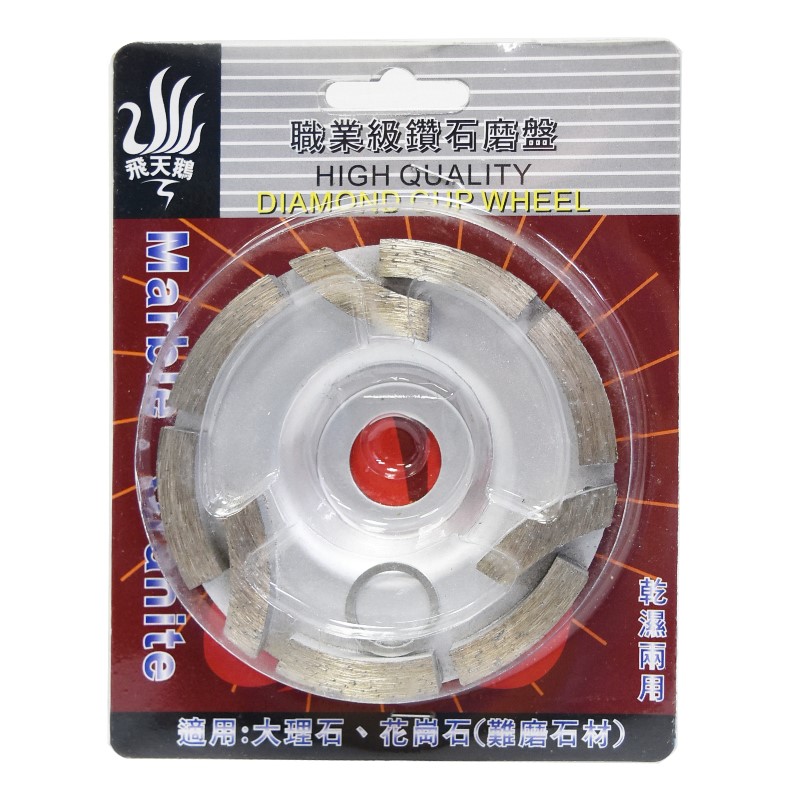 飛天鵝
職業級鑽石磨盤
HIGH QUALITY
DIAMOND CUP WHEEL
Marble Granite
乾濕兩用
適用:大理石、花崗石(難磨石材)